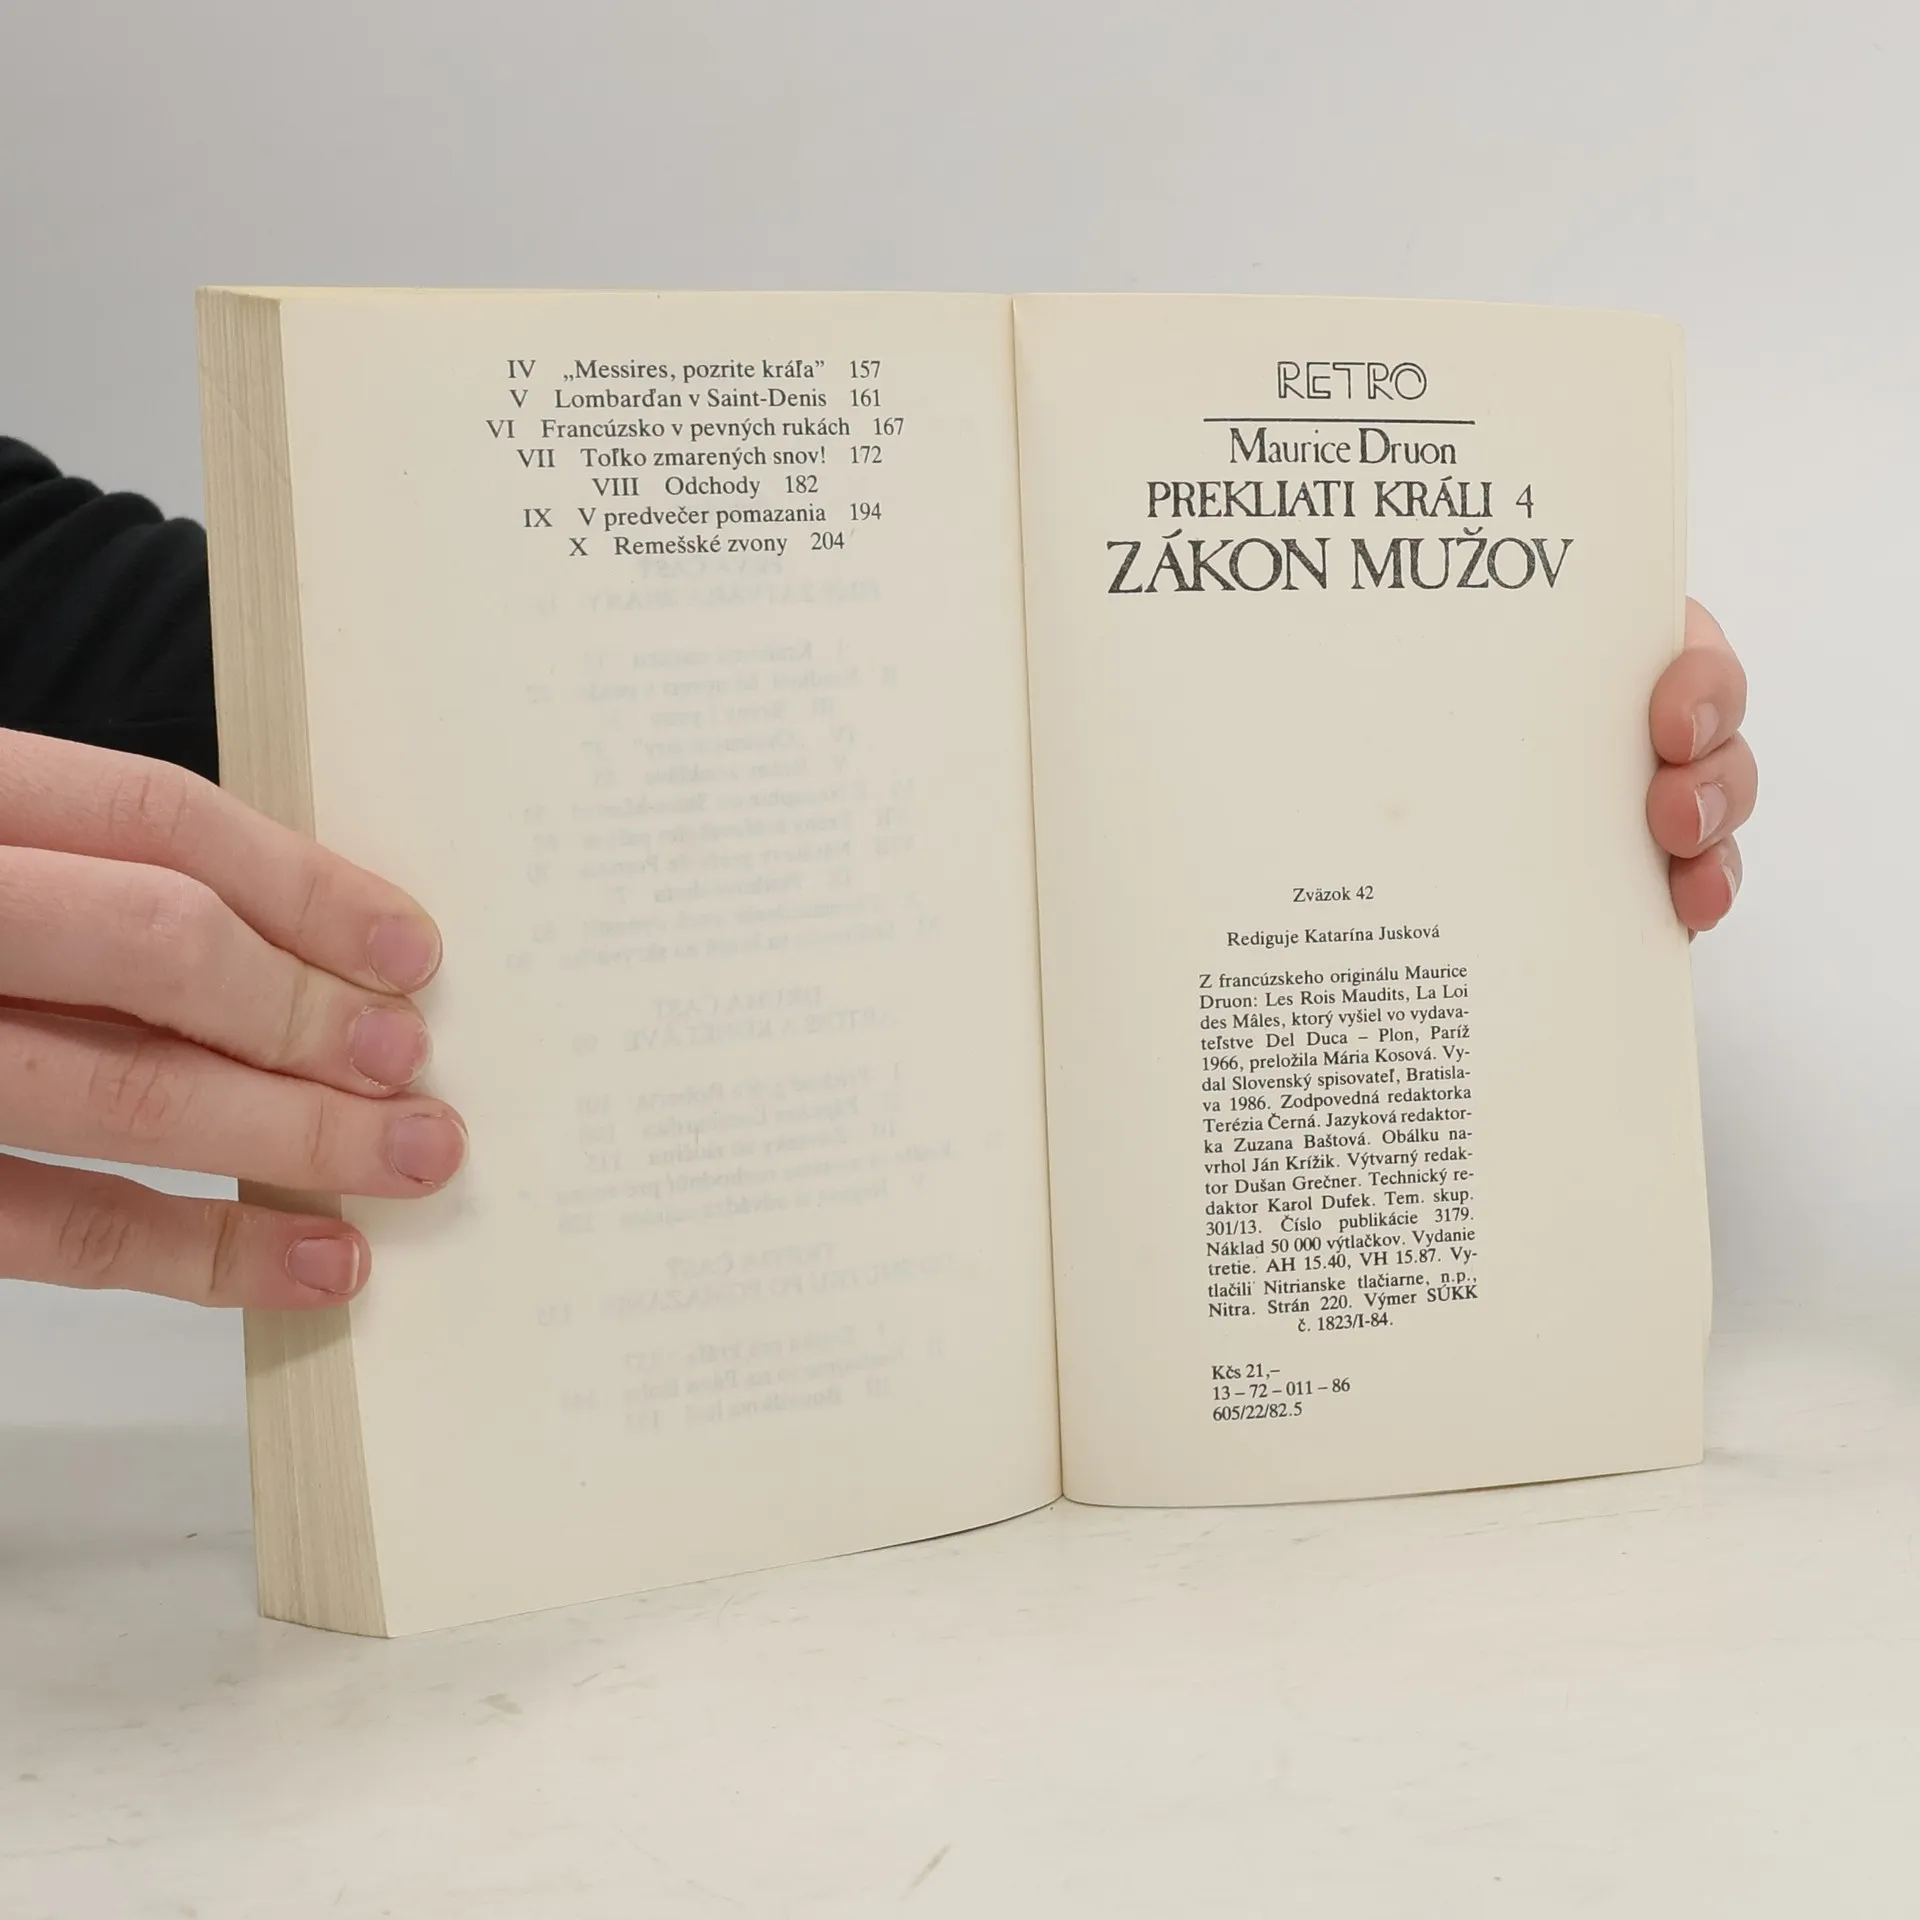 IV „Messires, pozrite kráľa” 157
V Lombarďan v Saint-Denis 161
VI Francúzsko v pevných rukách 167
VII Toľko zmarených snov! 172
VIII Odchody 182
IX V predvečer pomazania 194
X Remešské zvony 204
RETRO
Maurice Druon
PREKLIATI KRÁLI 4
ZÁKON MUŽOV
Zväzok 42
Rediguje Katarína Jusková
Z francúzskeho originálu Maurice
Druon: Les Rois Maudits, La Loi
des Mâles, ktorý vyšiel vo vydava-
teľstve Del Duca – Plon, Paríž
1966, preložila Mária Kosová. Vy-
dal Slovenský spisovateľ, Bratisla-
va 1986. Zodpovedná redaktorka
Terézia Černá. Jazyková redaktor-
ka Zuzana Baštová. Obálku na-
vrhol Ján Krížik. Výtvarný redak-
tor Dušan Grečner. Technický re-
daktor Karol Dufek. Tem. skup.
301/13. Číslo publikácie 3179.
Náklad 50 000 výtlačkov. Vydanie
tretie. AH 15.40, VH 15.87. Vy-
tlačili Nitrianske tlačiarne, n.p.,
Nitra. Strán 220. Výmer SÚKK
č. 1823/I-84.
Kčs 21,–
13 – 72 – 011 – 86
605/22/82.5